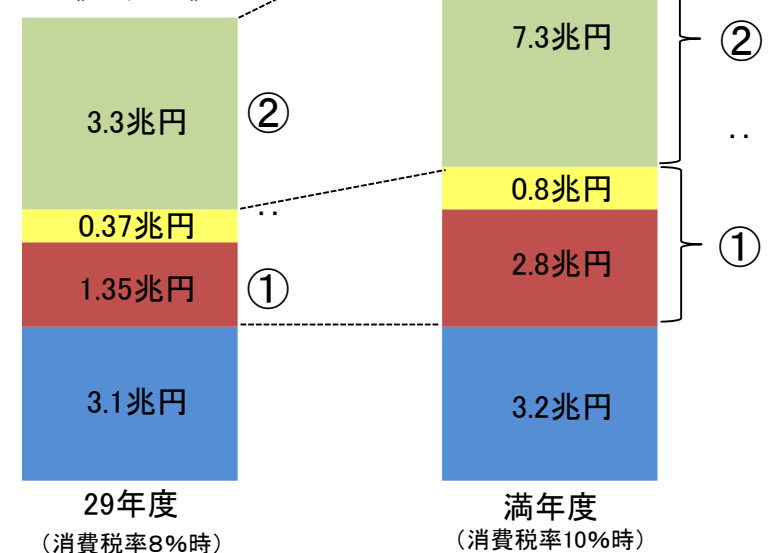 3.3兆円
②
0.37兆円
1.35兆円
①
3.1兆円
29年度
（消費税率8%時）
7.3兆円
②
0.8兆円
2.8兆円
①
3.2兆円
満年度
（消費税率10%時）